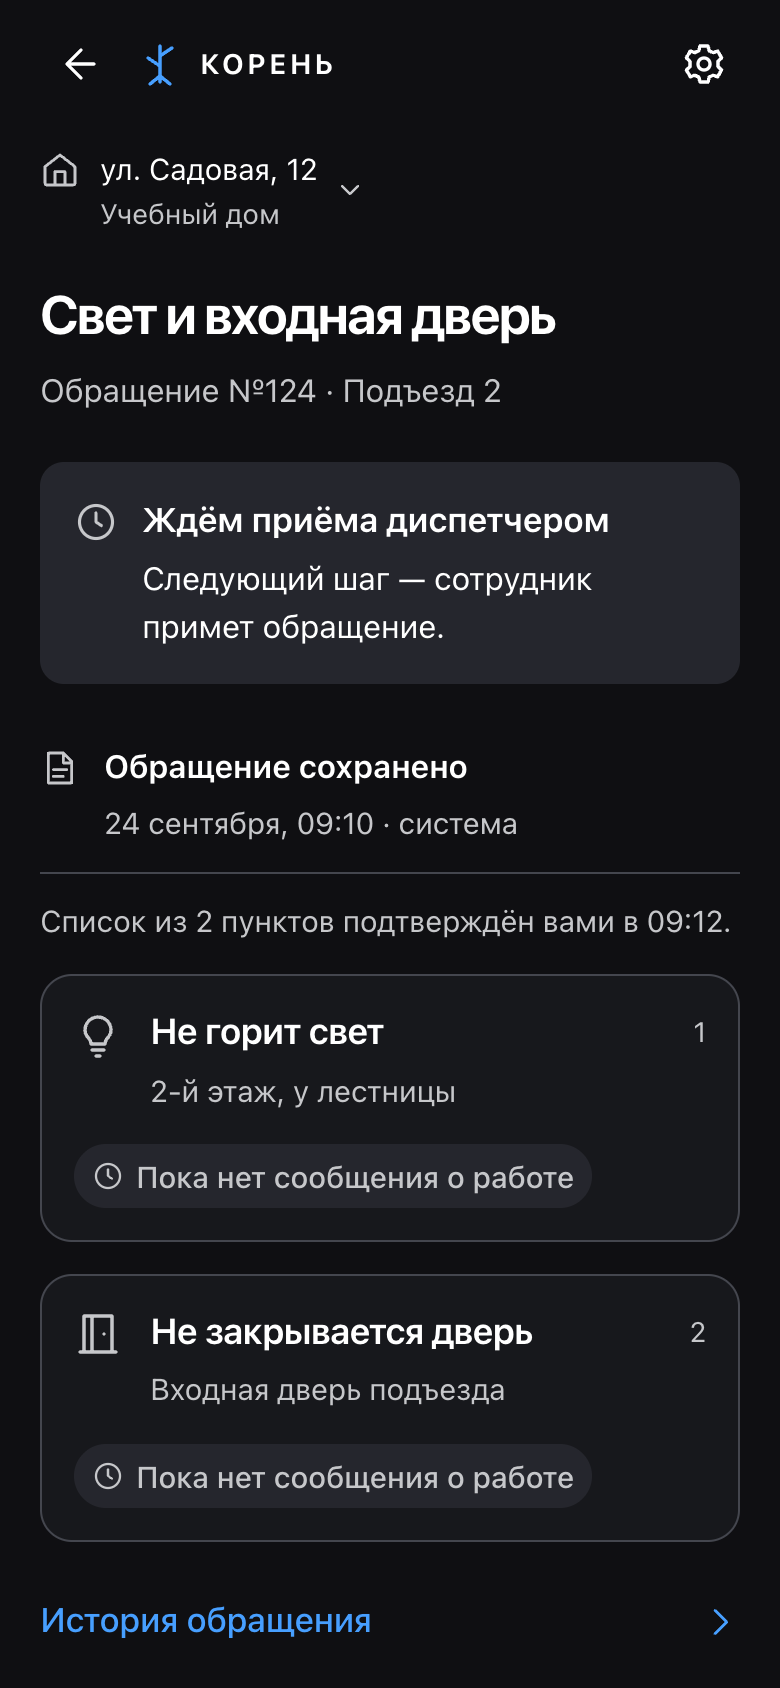 КОРЕНЬ
ул. Садовая, 12
Учебный дом
Свет и входная дверь
Обращение №124 · Подъезд 2
Ждём приёма диспетчером
Следующий шаг — сотрудник
примет обращение.
Обращение сохранено
24 сентября, 09:10 · система
Список из 2 пунктов подтверждён вами в 09:12.
Не горит свет 1
2-й этаж, у лестницы
Пока нет сообщения о работе
Не закрывается дверь 2
Входная дверь подъезда
Пока нет сообщения о работе
История обращения